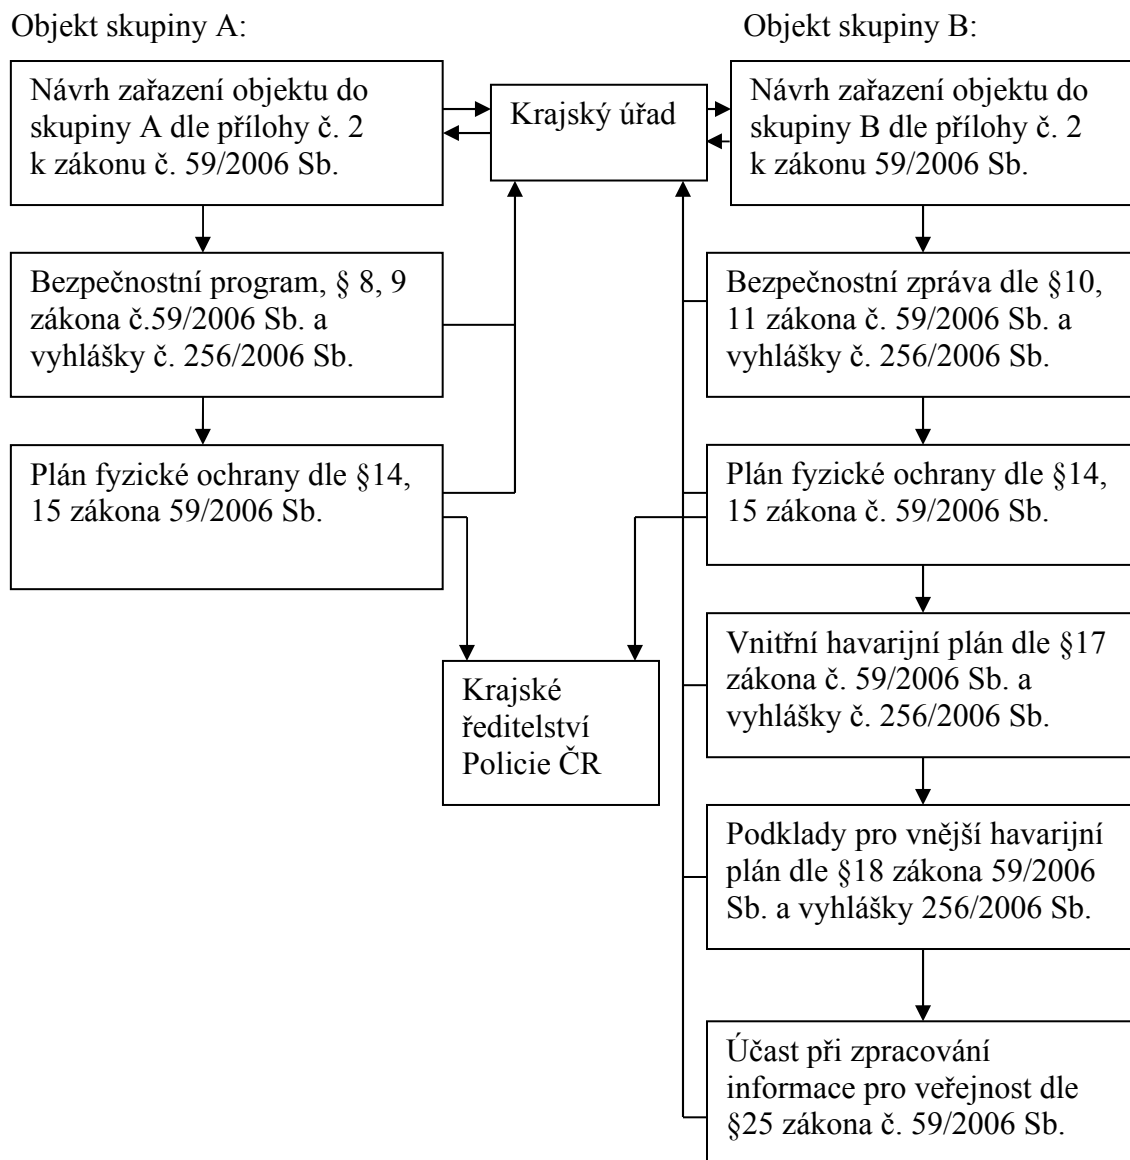 Objekt skupiny A:
Objekt skupiny B:
Návrh zařazení objektu do
skupiny A dle přílohy č. 2
k zákonu č. 59/2006 Sb.
Krajský úřad
Návrh zařazení objektu do
skupiny B dle přílohy č. 2
k zákonu 59/2006 Sb.
Bezpečnostní program, § 8, 9
zákona č.59/2006 Sb. a
vyhlášky č. 256/2006 Sb.
Bezpečnostní zpráva dle §10,
11 zákona č. 59/2006 Sb. a
vyhlášky č. 256/2006 Sb.
Plán fyzické ochrany dle §14,
15 zákona 59/2006 Sb.
Plán fyzické ochrany dle §14,
15 zákona č. 59/2006 Sb.
Krajské
ředitelství
Policie ČR
Vnitřní havarijní plán dle §17
zákona č. 59/2006 Sb. a
vyhlášky č. 256/2006 Sb.
Podklady pro vnější havarijní
plán dle §18 zákona 59/2006
Sb. a vyhlášky 256/2006 Sb.
Účast při zpracování
informace pro veřejnost dle
§25 zákona č. 59/2006 Sb.